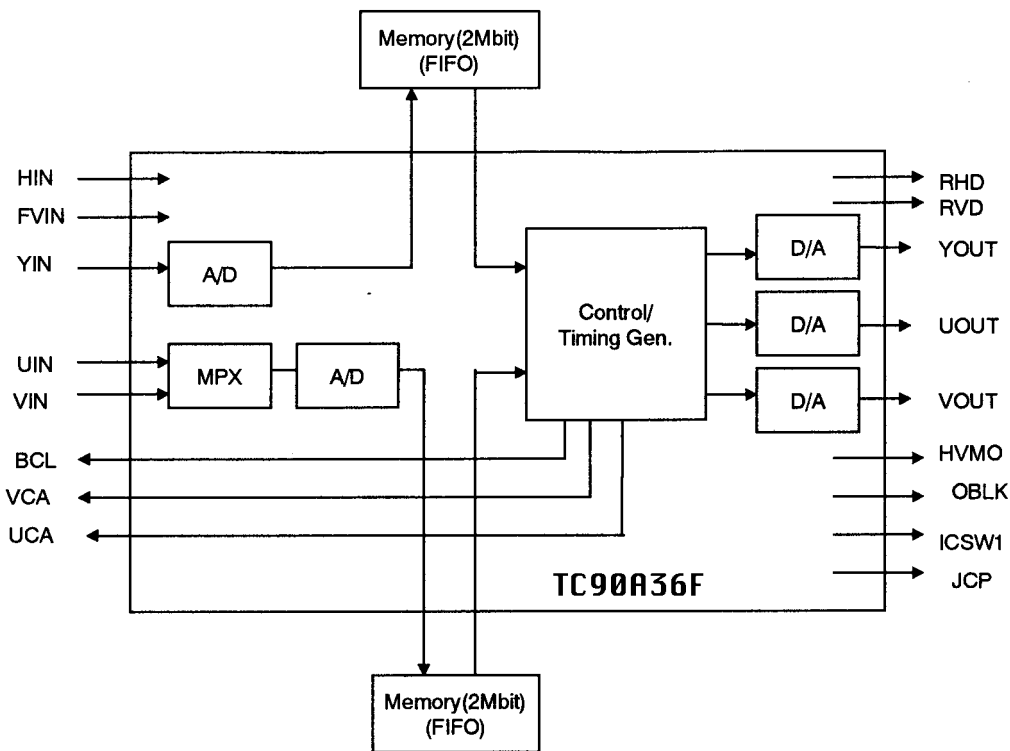 Memory(2Mbit)
(FIFO)
HIN
FVIN
YIN
UIN
VIN
BCL
VCA
UCA
A/D
MPX
A/D
Control/
Timing Gen.
D/A
D/A
D/A
RHD
RVD
YOUT
UOUT
VOUT
HVMO
OBLK
ICSW1
JCP
TC90A36F
Memory(2Mbit)
(FIFO)